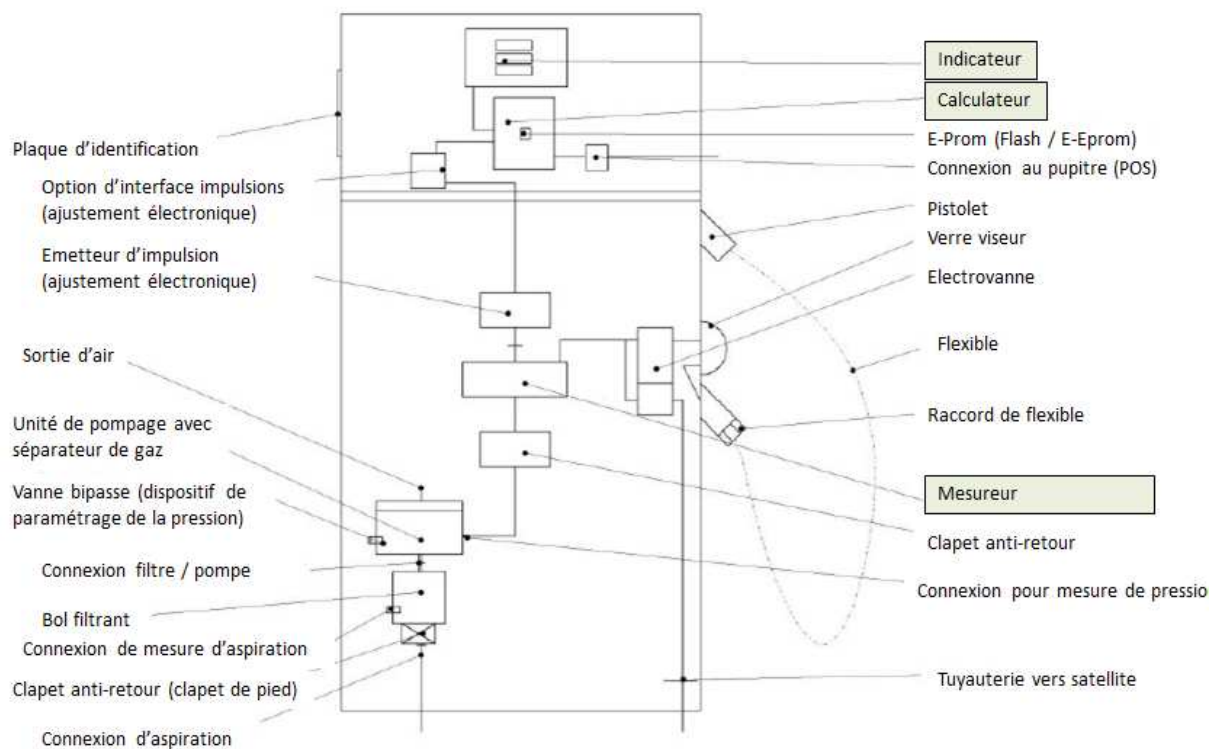 Plaque d'identification
Option d'interface impulsions
(ajustement électronique)
Emetteur d'impulsion
(ajustement électronique)
Sortie d'air
Unité de pompage avec
séparateur de gaz
Vanne bipasse (dispositif de
paramétrage de la pression)
Connexion filtre / pompe
Bol filtrant
Connexion de mesure d'aspiration
Clapet anti-retour (clapet de pied)
Connexion d'aspiration
Indicateur
Calculateur
E-Prom (Flash / E-Eprom)
Connexion au pupitre (POS)
Pistolet
Verre viseur
Electrovanne
Flexible
Raccord de flexible
Mesureur
Clapet anti-retour
Connexion pour mesure de pressio
Tuyauterie vers satellite